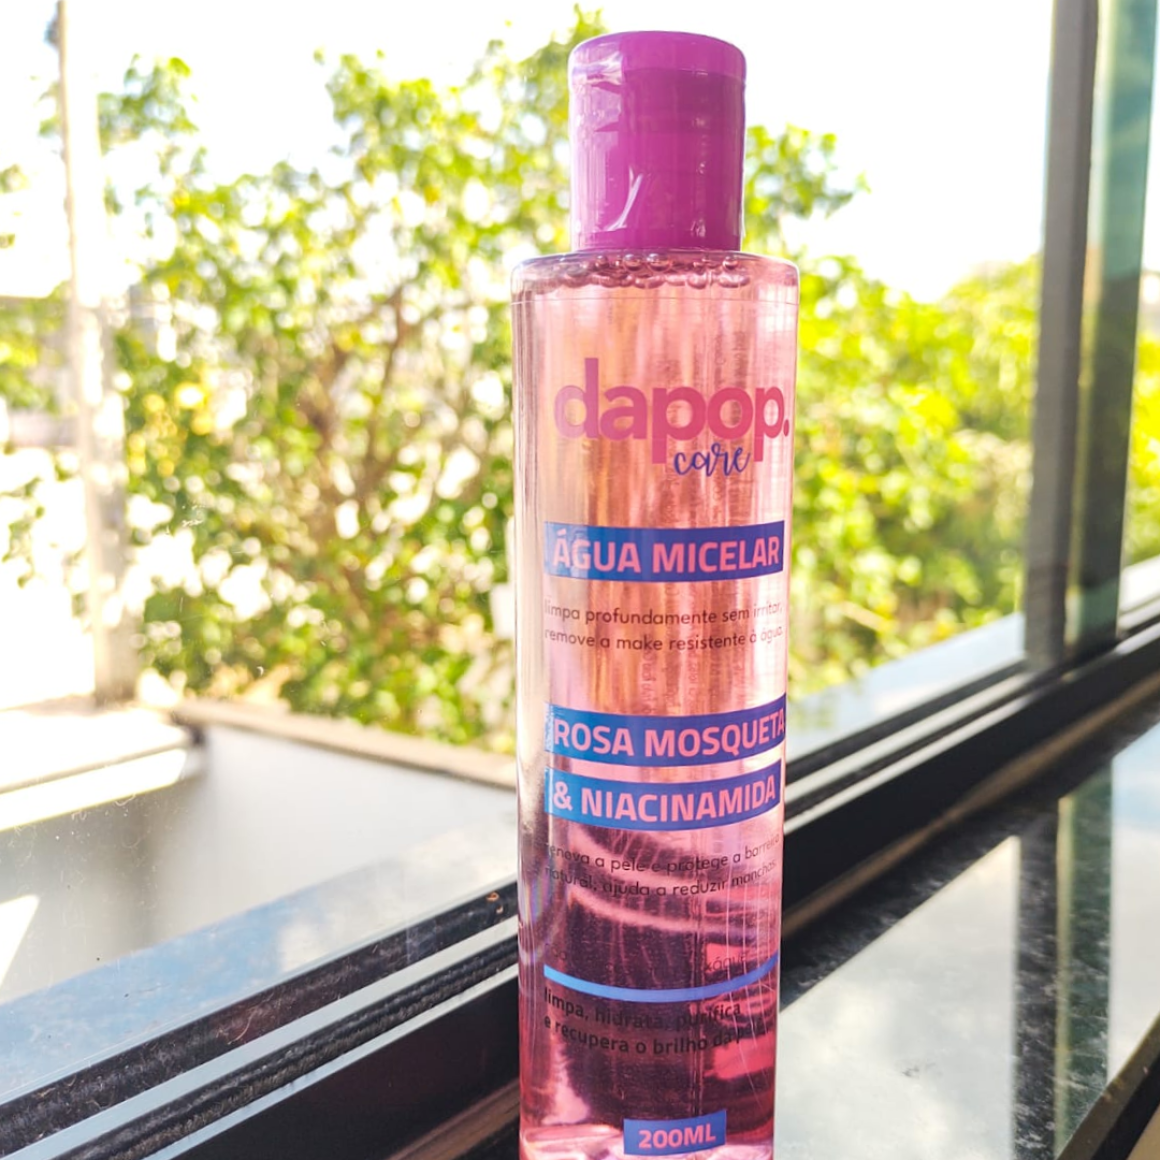 dapop.
care
ÁGUA MICELAR
limpa profundamente sem irritar,
remove a make resistente à água.
ROSA MOSQUETA
& NIACINAMIDA
renova a pele e protege a barreira
natural, ajuda a reduzir manchas.
limpa, hidrata, purifica
e recupera o brilho da
200ML